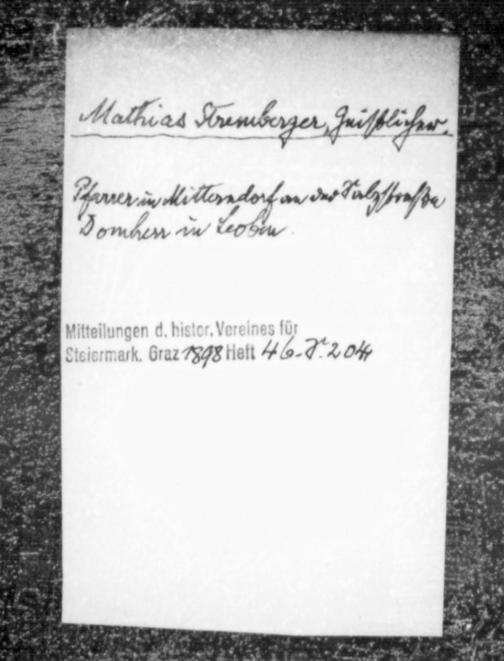 Mathias Stremberger, Geistlicher.
Pfarrer in Mitterndorf an der Salzstraße
Domherr in Leoben.
Mitteilungen d. histor. Vereines für
Steiermark. Graz 1898 Heft 46 - S. 204